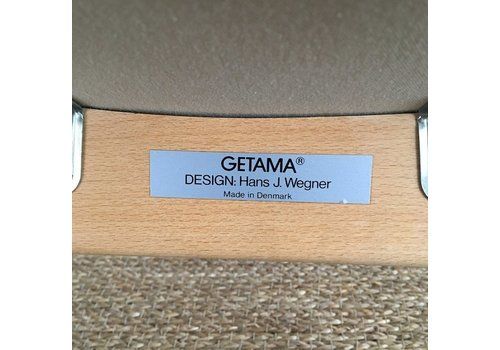 GETAMA®
DESIGN: Hans J. Wegner
Made in Denmark